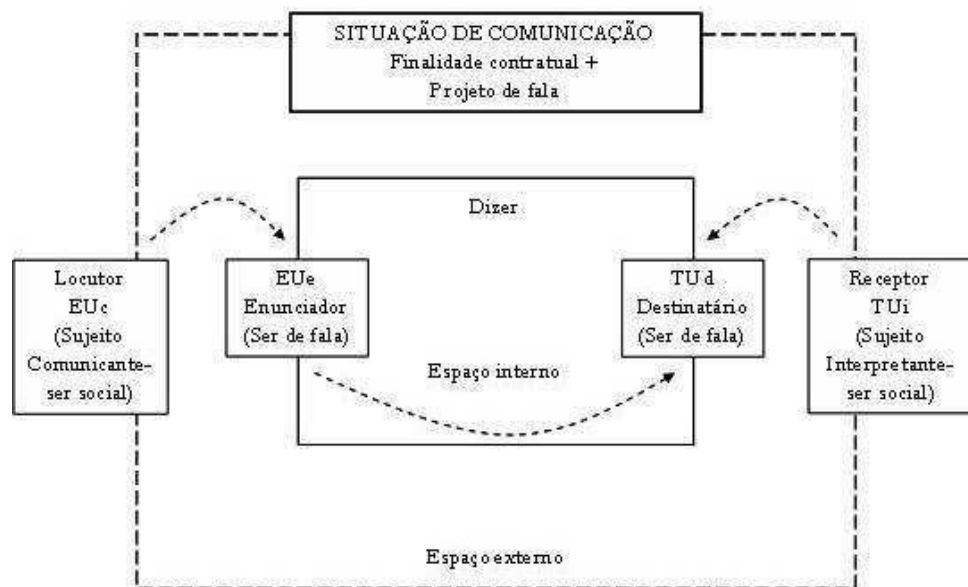 SITUAÇÃO DE COMUNICAÇÃO
Finalidade contratual +
Projeto de fala
Dizer
Locutor
EUc
(Sujeito
Comunicante-
ser social)
EUe
Enunciador
(Ser de fala)
TUd
Destinatário
(Ser de fala)
Receptor
TUi
(Sujeito
Interpretante-
ser social)
Espaço interno
Espaço externo